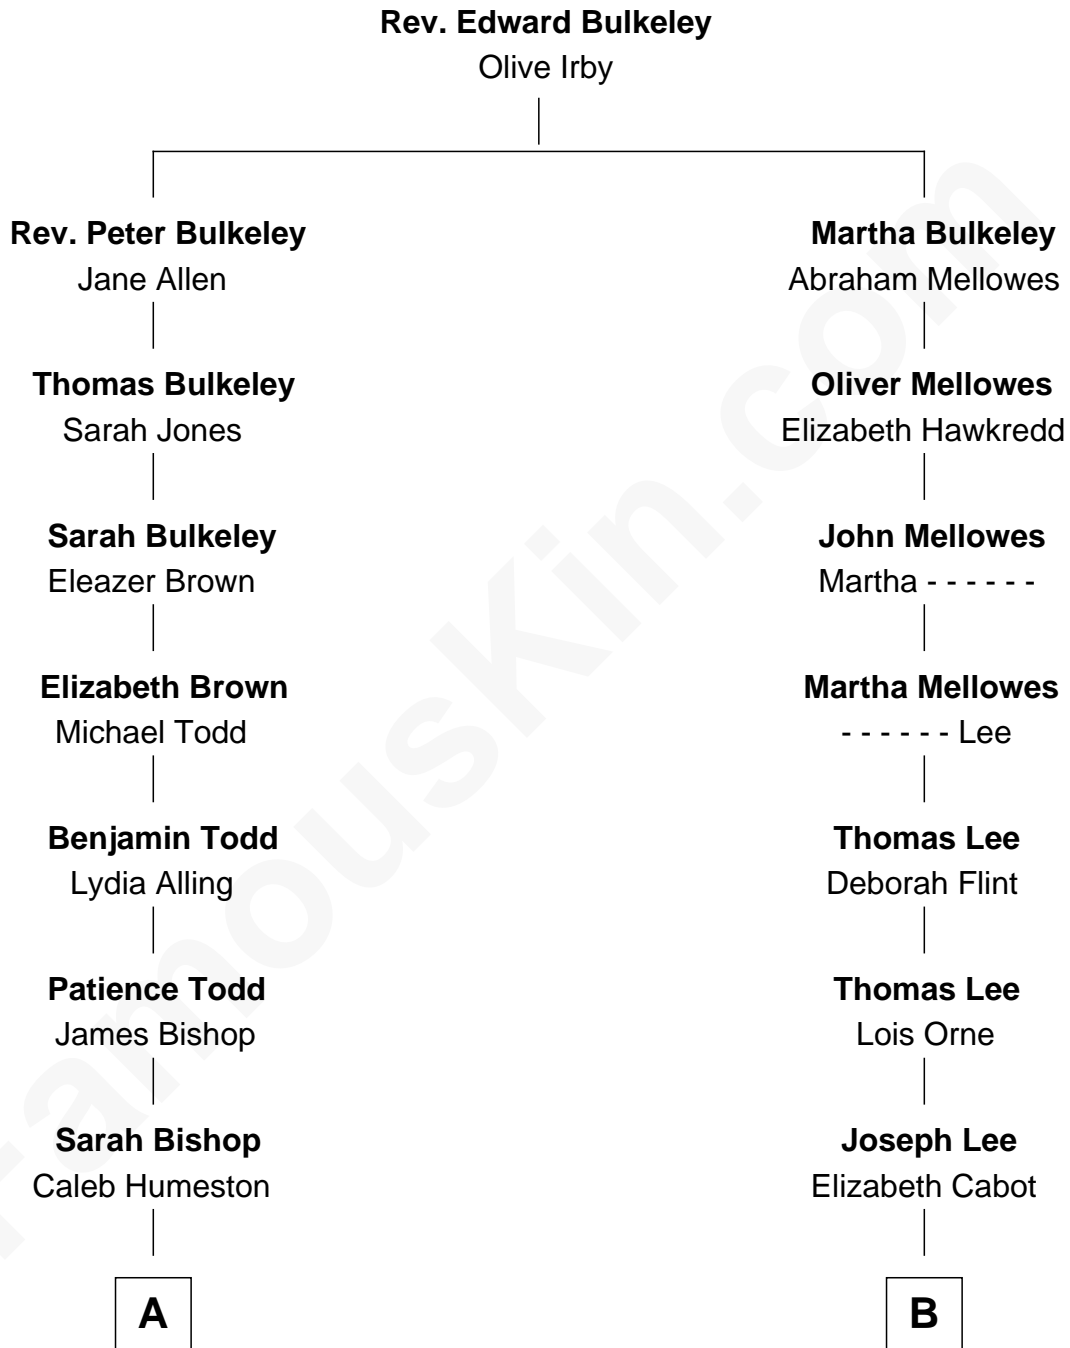 Rev. Edward Bulkeley
Olive Irby
Rev. Peter Bulkeley
Jane Allen
Martha Bulkeley
Abraham Mellowes
Thomas Bulkeley
Sarah Jones
Oliver Mellowes
Elizabeth Hawkredd
Sarah Bulkeley
Eleazer Brown
John Mellowes
Martha - - - - - -
Elizabeth Brown
Michael Todd
Martha Mellowes
- - - - - - Lee
Benjamin Todd
Lydia Alling
Thomas Lee
Deborah Flint
Patience Todd
James Bishop
Thomas Lee
Lois Orne
Sarah Bishop
Caleb Humeston
Joseph Lee
Elizabeth Cabot
A
B
FamousKin.com